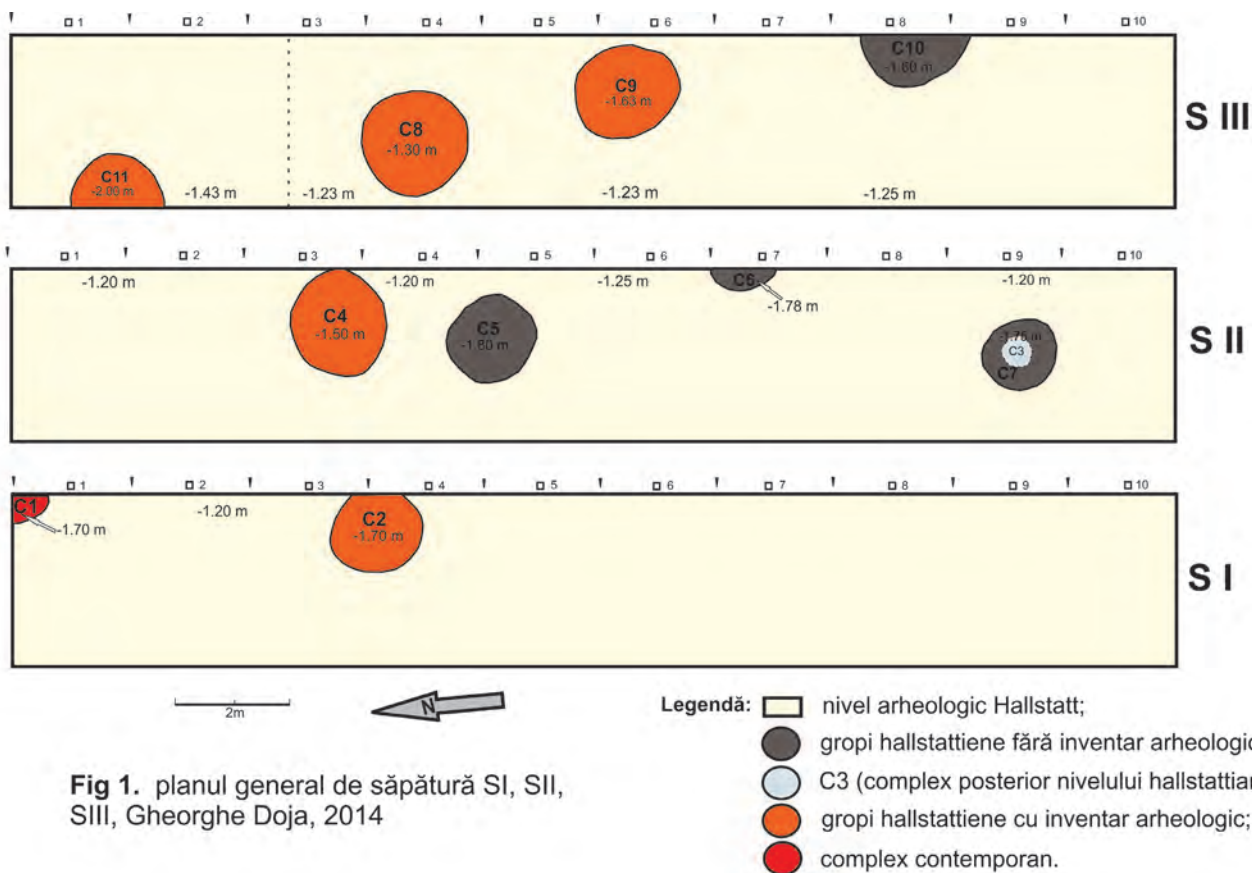 1 2 3 4 5 6 7 8 9 10
C10
-1.60 m
C9
-1.63 m
C8
-1.30 m
C11
-2.00 m
-1.43 m
-1.23 m
-1.23 m
-1.25 m
S III
1 2 3 4 5 6 7 8 9 10
-1.20 m
-1.20 m
-1.25 m
-1.20 m
C6
-1.78 m
C4
-1.50 m
C5
-1.60 m
-1.75 m
C3
C7
S II
1 2 3 4 5 6 7 8 9 10
C1
-1.70 m
-1.20 m
C2
-1.70 m
S I
2m
N
Legendă:
nivel arheologic Hallstatt;
gropi hallstattiene fără inventar arheologic
C3 (complex posterior nivelului hallstattian
gropi hallstattiene cu inventar arheologic;
complex contemporan.
Fig 1. planul general de săpătură SI, SII,
SIII, Gheorghe Doja, 2014